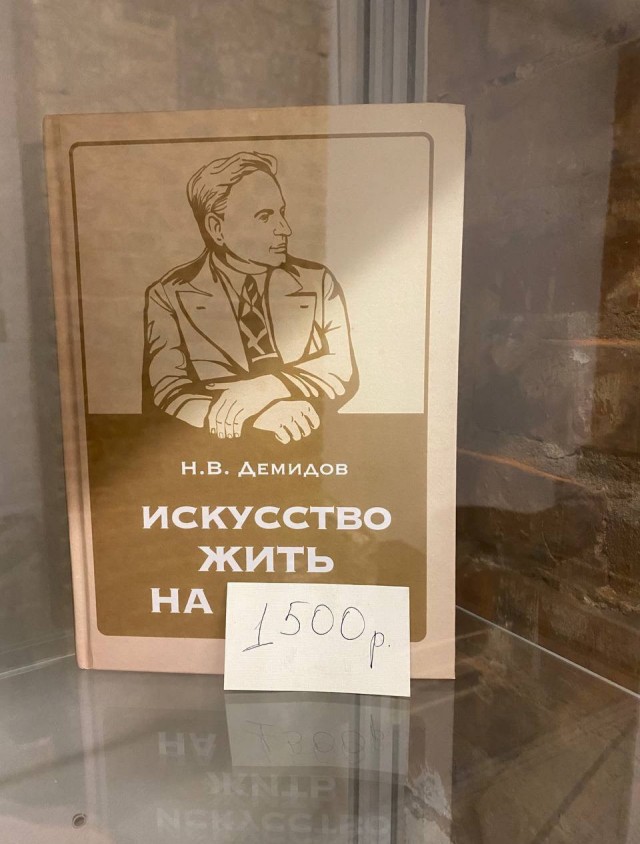 Н.В. Демидов
ИСКУССТВО
ЖИТЬ
НА
1500р.